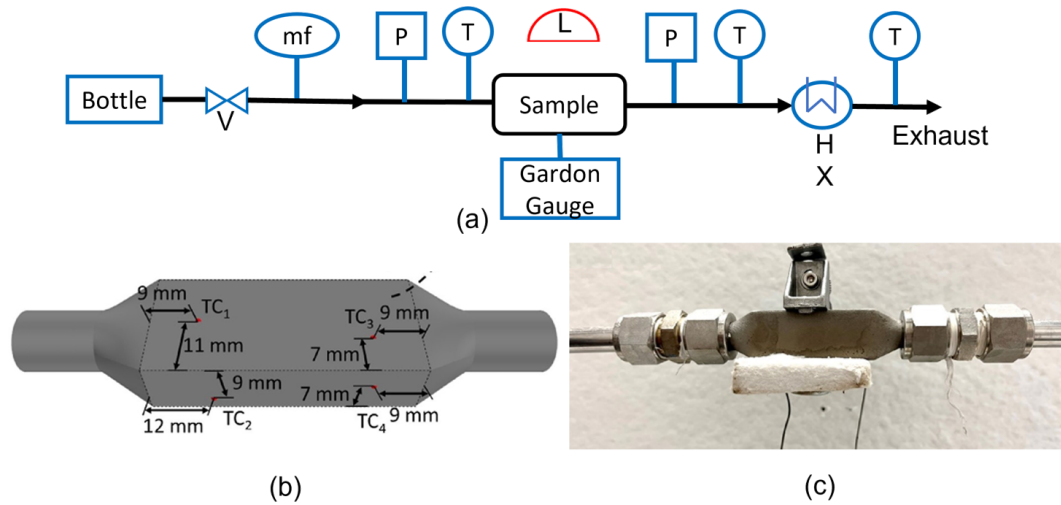 mf
P
T
L
P
T
T
Bottle
V
Sample
H
X
Exhaust
Gardon
Gauge
(a)
9 mm
TC1
11 mm
TC3
9 mm
7 mm
9 mm
12 mm
TC2
7 mm
TC4
9 mm
(b)
(c)